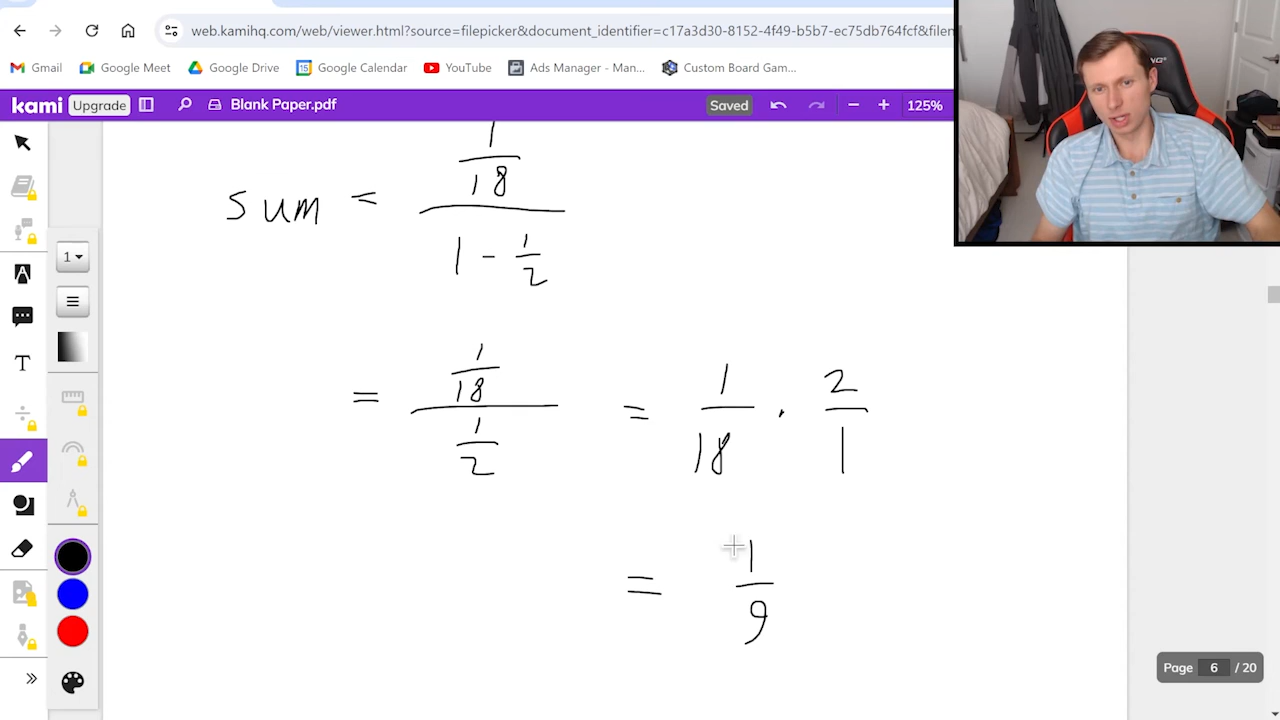 web.kamihq.com/web/viewer.html?source=filepicker&document_identifier=c17a3d30-8152-4f49-b5b7-ec75db764fcf&filen
Gmail Google Meet Google Drive 15 Google Calendar YouTube Ads Manager - Man... Custom Board Gam...
kami Upgrade Blank Paper.pdf Saved 125%
sum = 1/18 / 1 - 1/2
= 1/18 / 1/2 = 1/18 · 2/1
= 1/9
1
A
T
Page 6 / 20